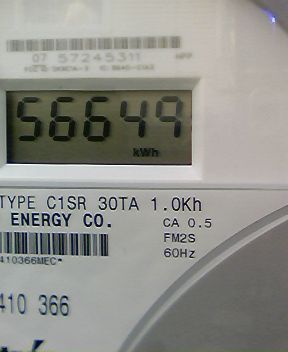 07 57245311
56649
kWh
TYPE C1SR 30TA 1.0Kh
ENERGY CO. CA 0.5
FM2S
410366MEC* 60Hz
410 366